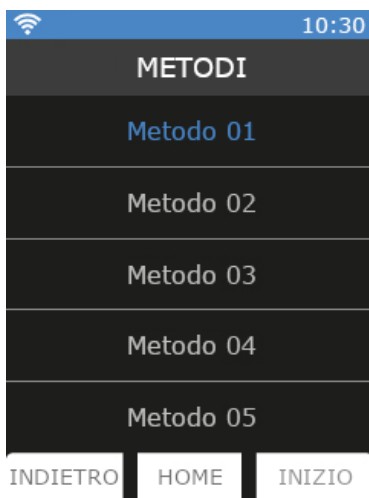 10:30
METODI
Metodo 01
Metodo 02
Metodo 03
Metodo 04
Metodo 05
INDIETRO HOME INIZIO